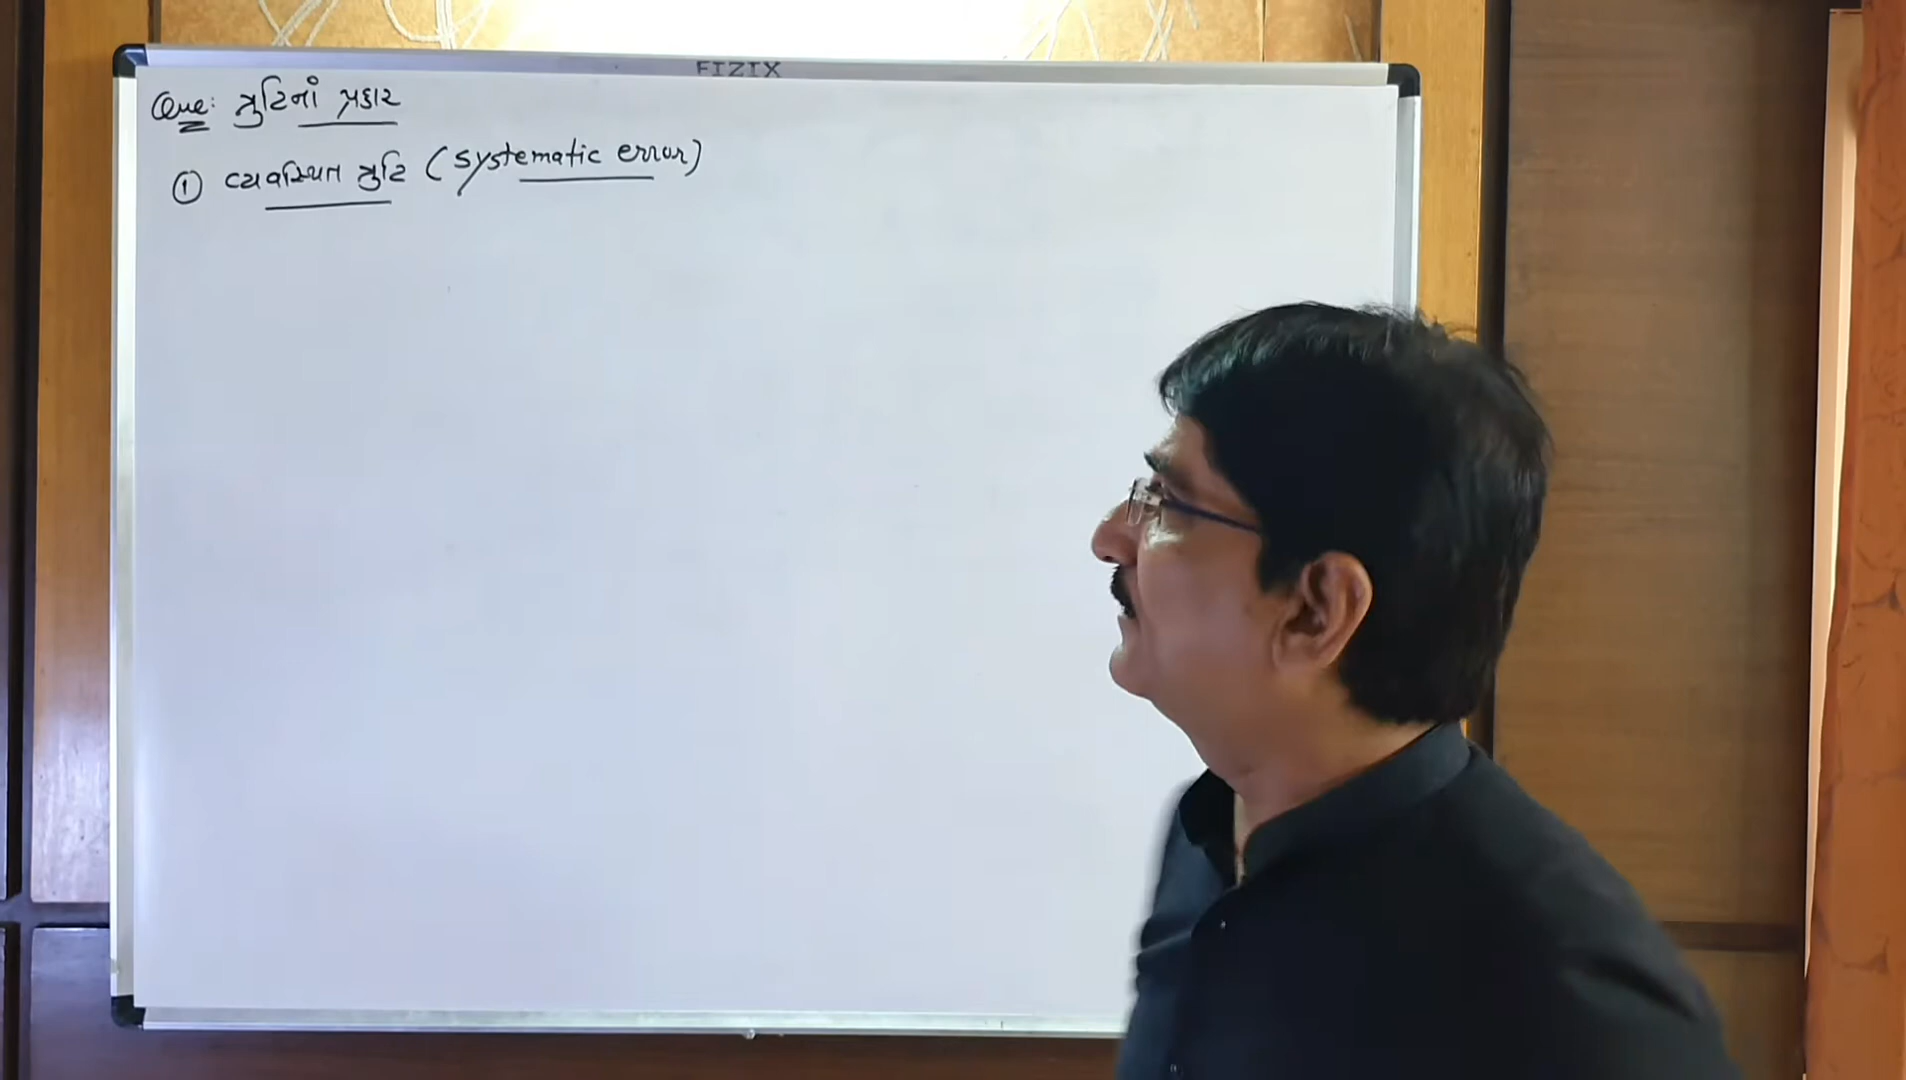 FIZIX
Que: ત્રુટિનાં પ્રકાર
① વ્યવસ્થિત ત્રુટિ (systematic error)